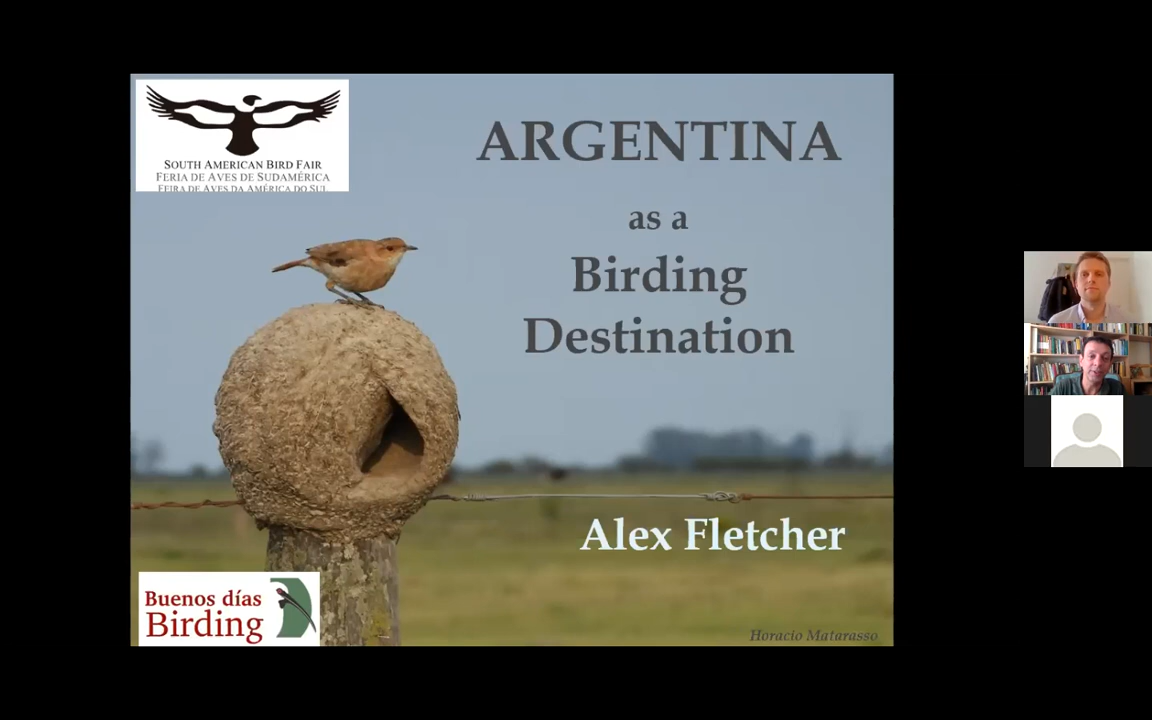 SOUTH AMERICAN BIRD FAIR
FERIA DE AVES DE SUDAMÉRICA
FEIRA DE AVES DA AMÉRICA DO SUL
ARGENTINA
as a
Birding
Destination
Alex Fletcher
Buenos días
Birding
Horacio Matarasso